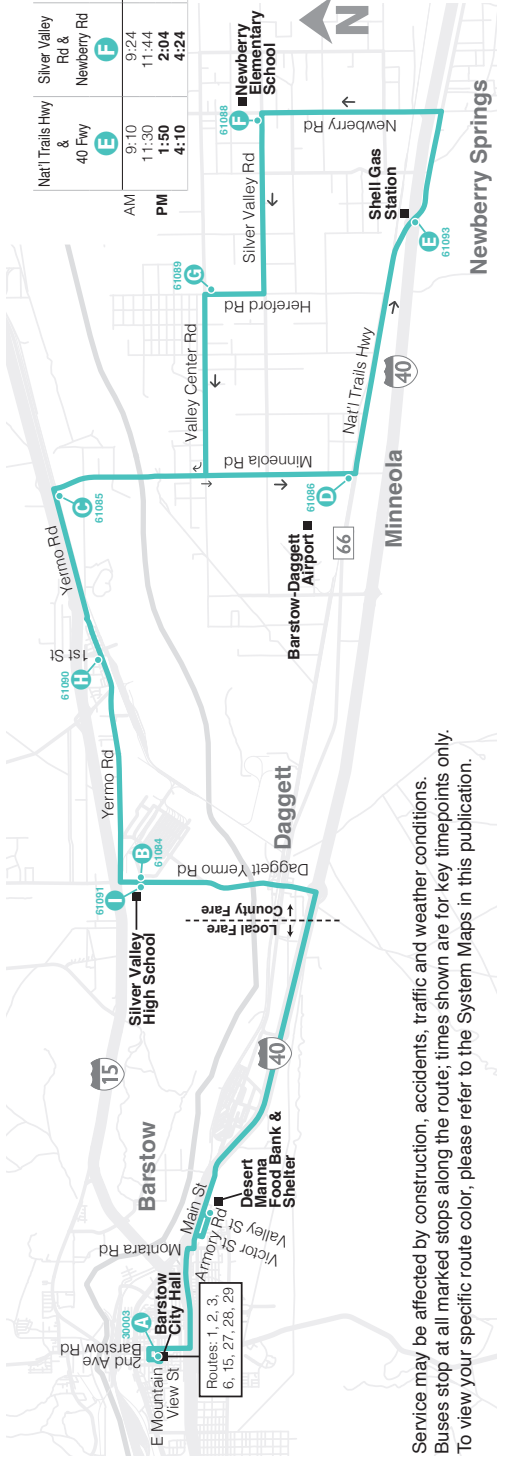 Nat'l Trails Hwy
&
40 Fwy
E
Silver Valley
Rd &
Newberry Rd
F
AM
9:10
9:24
11:30
11:44
PM
1:50
2:04
4:10
4:24
N
Barstow
2nd Ave
Barstow Rd
30003
A
E Mountain
View St
Barstow
City Hall
Routes: 1, 2, 3,
6, 15, 27, 28, 29
Montara Rd
Main St
Armory Rd
Victor St
Valley St
Desert
Manna
Food Bank &
Shelter
15
40
Silver Valley
High School
61091
I
B
61084
Local Fare
County Fare
Daggett
Daggett Yermo Rd
Yermo Rd
61090
H
1st St
Yermo Rd
C
61085
Barstow-Daggett
Airport
66
61086
D
Minneola
Minneola Rd
Valley Center Rd
61089
G
Hereford Rd
Silver Valley Rd
61088
F
Newberry
Elementary
School
Newberry Rd
Nat'l Trails Hwy
40
Shell Gas
Station
E
61093
Newberry Springs
Service may be affected by construction, accidents, traffic and weather conditions.
Buses stop at all marked stops along the route; times shown are for key timepoints only.
To view your specific route color, please refer to the System Maps in this publication.